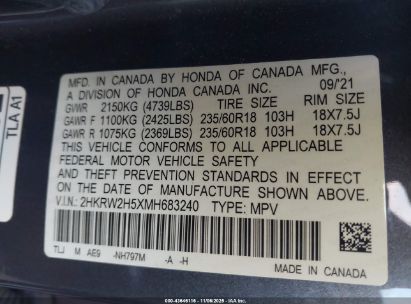 TLA A1
MFD. IN CANADA BY HONDA OF CANADA MFG.,
A DIVISION OF HONDA CANADA INC. 09/'21
GVWR 2150KG (4739LBS) TIRE SIZE RIM SIZE
GAWR F 1100KG (2425LBS) 235/60R18 103H 18X7.5J
GAWR R 1075KG (2369LBS) 235/60R18 103H 18X7.5J
THIS VEHICLE CONFORMS TO ALL APPLICABLE
FEDERAL MOTOR VEHICLE SAFETY
AND THEFT PREVENTION STANDARDS IN EFFECT ON
THE DATE OF MANUFACTURE SHOWN ABOVE.
V.I.N.: 2HKRW2H5XMH683240 TYPE: MPV
TLJ M AE9 -NH797M -A -H
MADE IN CANADA